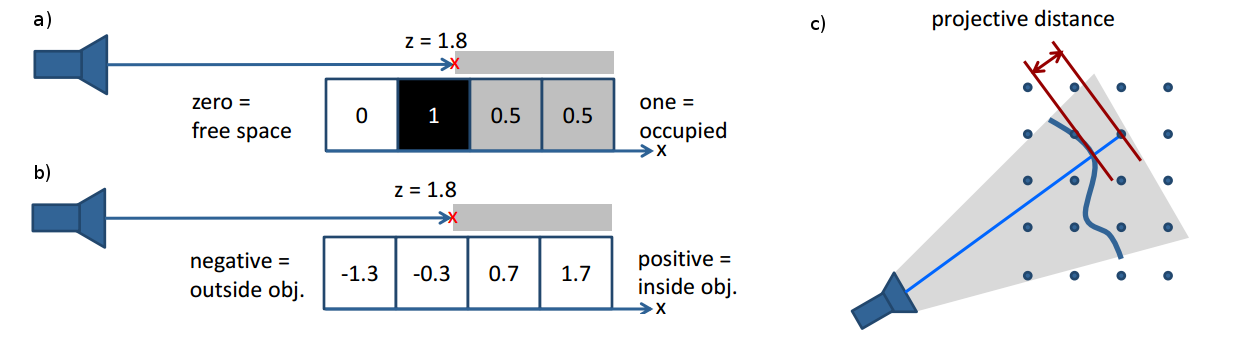 a)
z = 1.8
x
zero =
free space
0
1
0.5
0.5
one =
occupied
x
b)
z = 1.8
x
negative =
outside obj.
-1.3
-0.3
0.7
1.7
positive =
inside obj.
x
c)
projective distance